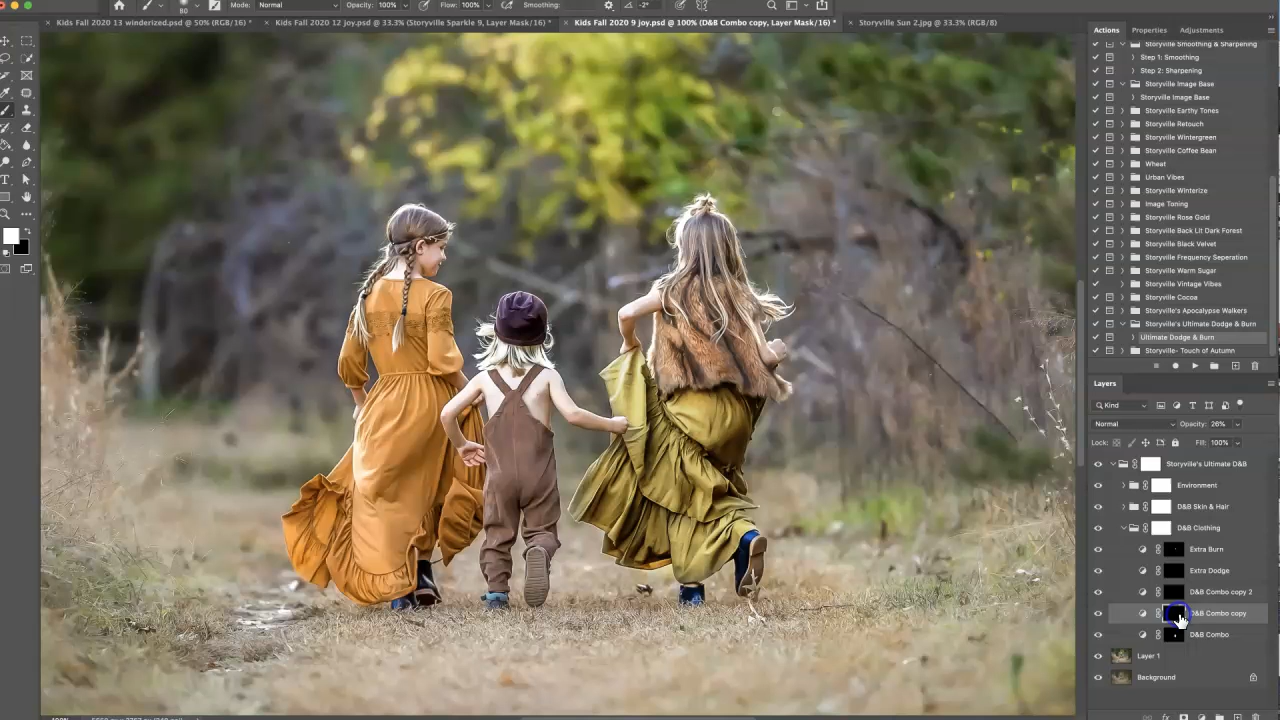 80 Mode: Normal Opacity: 100% Flow: 100% Smoothing: -2°
Kids Fall 2020 13 winderized.psd @ 50% (RGB/16) *
Kids Fall 2020 12 joy.psd @ 33.3% (Storyville Sparkle 9, Layer Mask/16) *
Kids Fall 2020 9 joy.psd @ 100% (D&B Combo copy, Layer Mask/16) *
Storyville Sun 2.jpg @ 33.3% (RGB/8)
Actions Properties Adjustments
Storyville Smoothing & Sharpening
Step 1: Smoothing
Step 2: Sharpening
Storyville Image Base
Storyville Image Base
Storyville Earthy Tones
Storyville Retouch
Storyville Wintergreen
Storyville Coffee Bean
Wheat
Urban Vibes
Storyville Winterize
Image Toning
Storyville Rose Gold
Storyville Back Lit Dark Forest
Storyville Black Velvet
Storyville Frequency Seperation
Storyville Warm Sugar
Storyville Vintage Vibes
Storyville Cocoa
Storyville's Apocalypse Walkers
Storyville's Ultimate Dodge & Burn
Ultimate Dodge & Burn
Storyville- Touch of Autumn
Layers
Kind
Normal Opacity: 26%
Lock: Fill: 100%
Storyville's Ultimate D&B
Environment
D&B Skin & Hair
D&B Clothing
Extra Burn
Extra Dodge
D&B Combo copy 2
D&B Combo copy
D&B Combo
Layer 1
Background